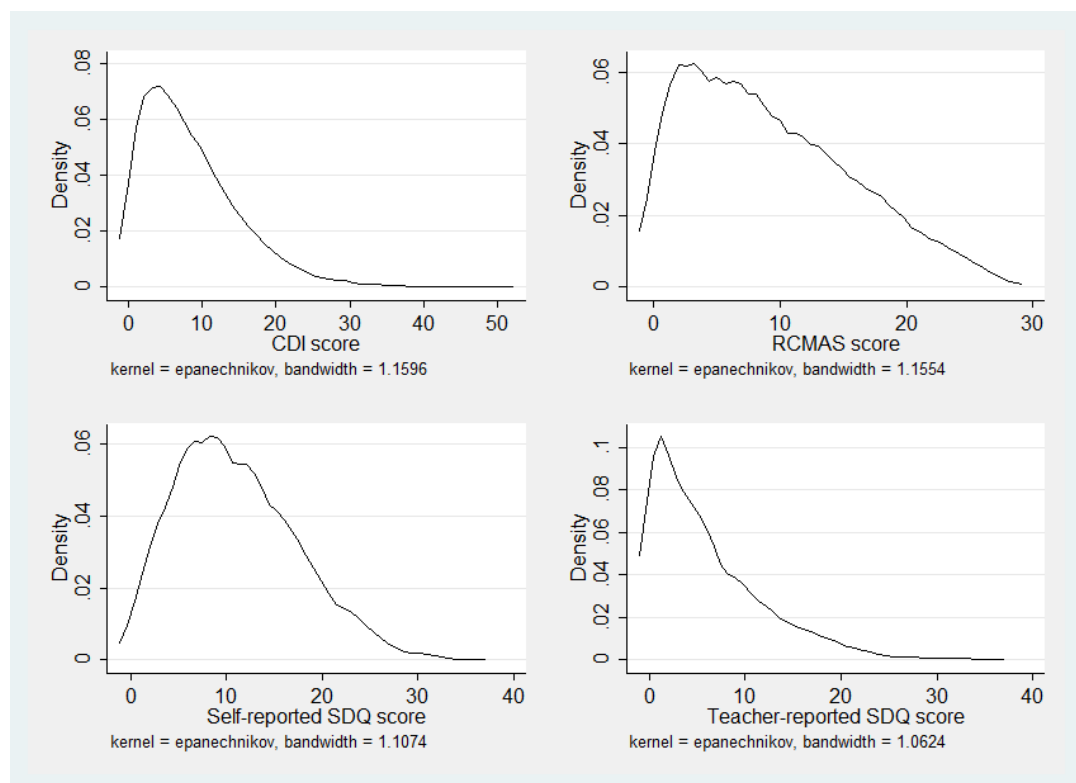 .08
.06
.04
.02
0
Density
0 10 20 30 40 50
CDI score
kernel = epanechnikov, bandwidth = 1.1596
.06
.04
.02
0
Density
0 10 20 30
RCMAS score
kernel = epanechnikov, bandwidth = 1.1554
.06
.04
.02
0
Density
0 10 20 30 40
Self-reported SDQ score
kernel = epanechnikov, bandwidth = 1.1074
.1
.08
.06
.04
.02
0
Density
0 10 20 30 40
Teacher-reported SDQ score
kernel = epanechnikov, bandwidth = 1.0624